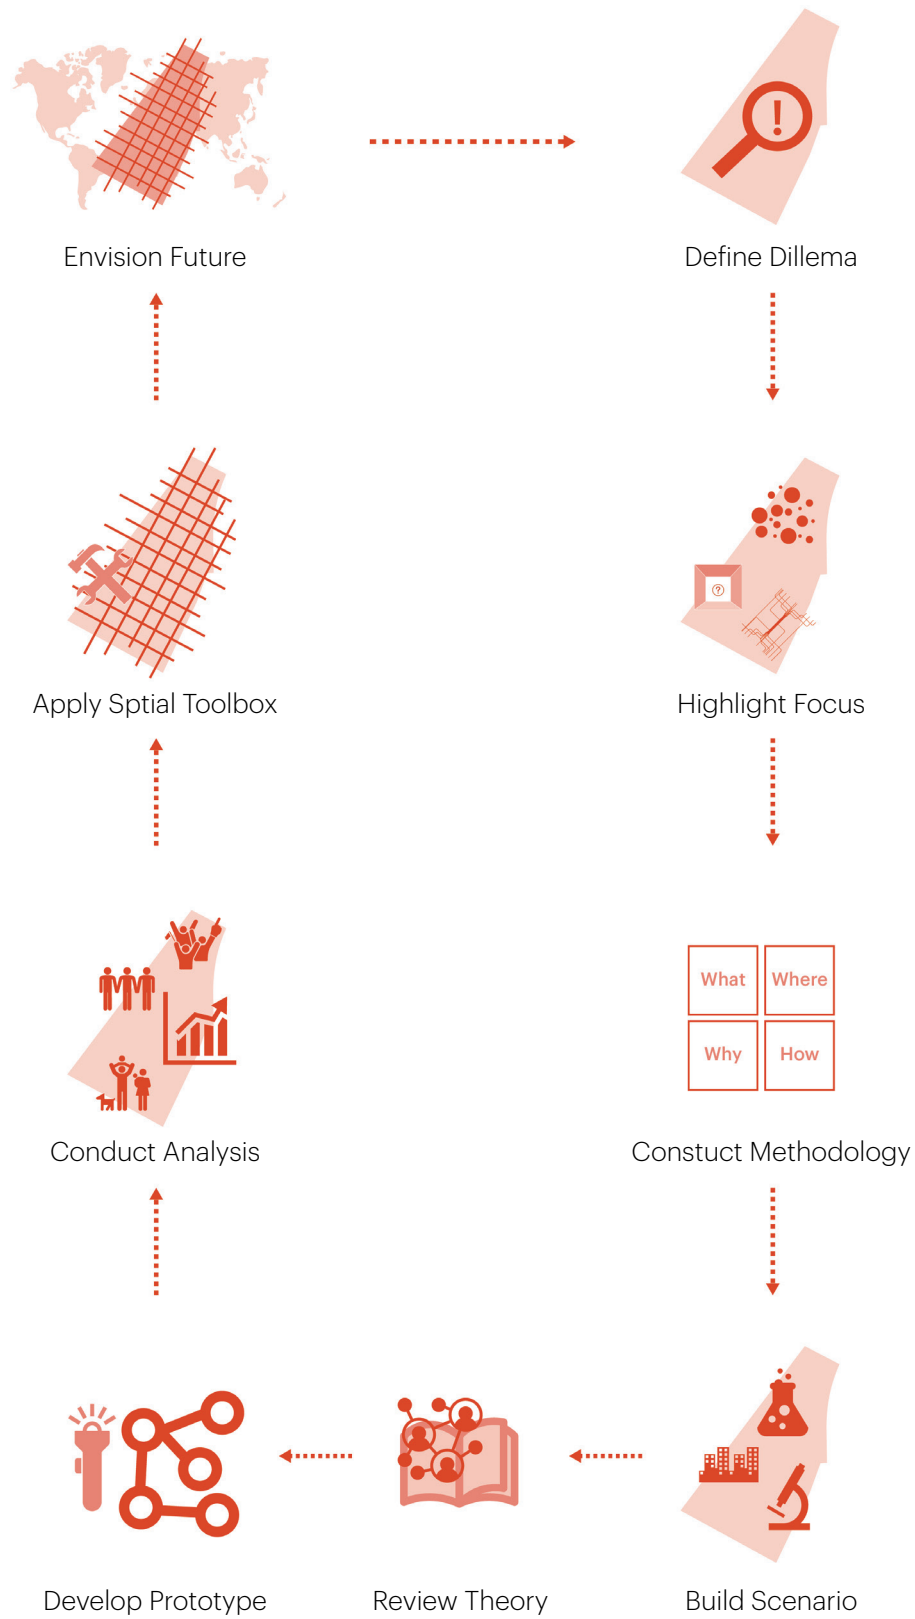 !
Envision Future
Define Dillema
?
Apply Sptial Toolbox
Highlight Focus
What
Where
Why
How
Conduct Analysis
Constuct Methodology
Develop Prototype
Review Theory
Build Scenario